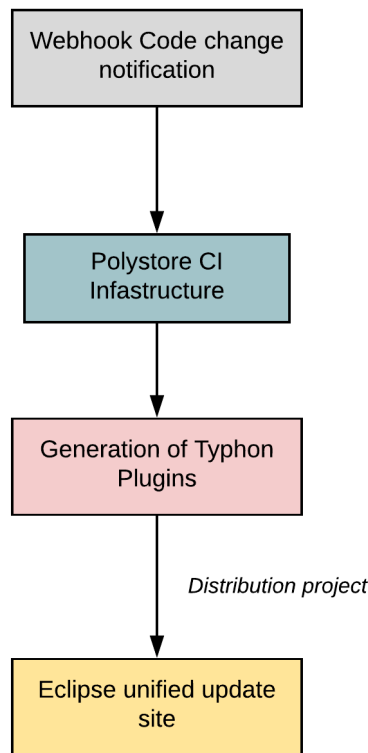 Webhook Code change
notification
Polystore CI
Infastructure
Generation of Typhon
Plugins
Distribution project
Eclipse unified update
site